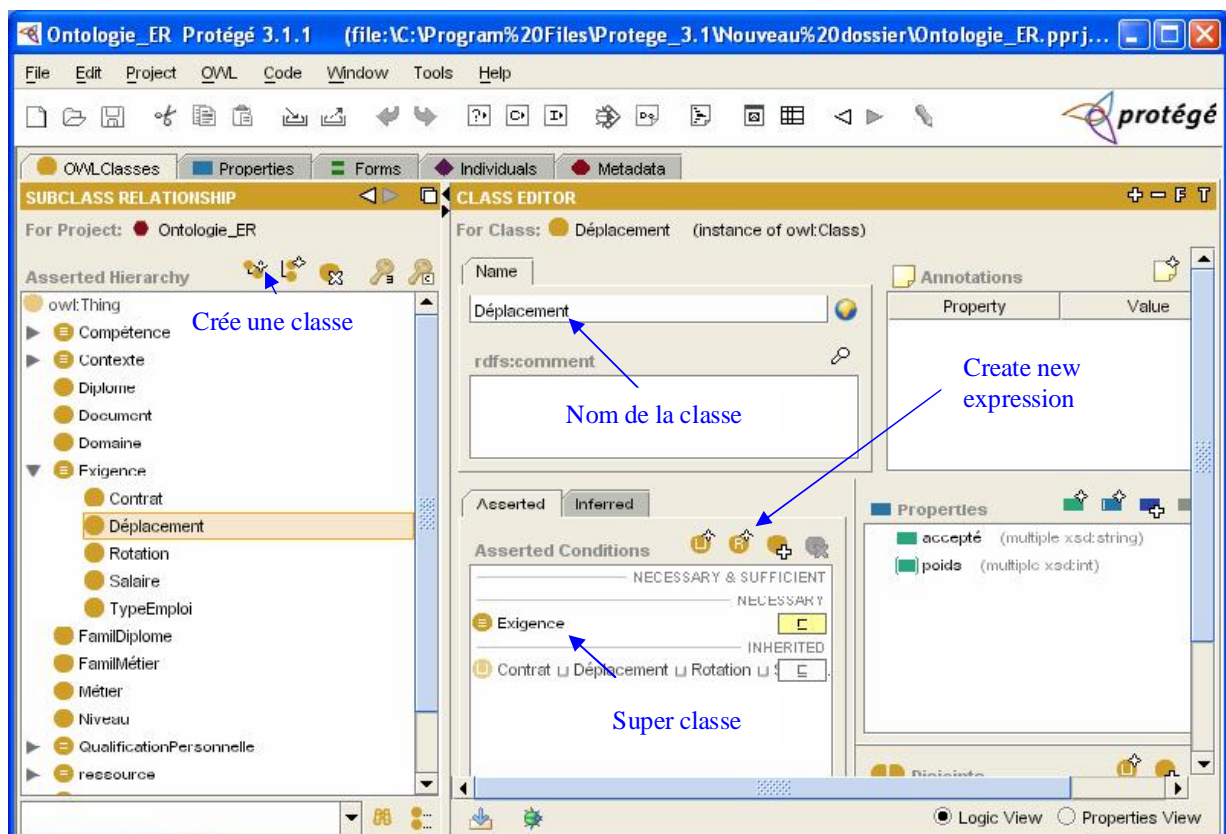 Ontologie_ER Protégé 3.1.1 (file:\C:\Program%20Files\Protege_3.1\Nouveau%20dossier\Ontologie_ER.pprj...
File Edit Project OWL Code Window Tools Help
protégé
OWLClasses Properties Forms Individuals Metadata
SUBCLASS RELATIONSHIP
For Project: Ontologie_ER
Asserted Hierarchy
owl:Thing
Crée une classe
Compétence
Contexte
Diplome
Document
Domaine
Exigence
Contrat
Déplacement
Rotation
Salaire
TypeEmploi
FamilDiplome
FamilMétier
Métier
Niveau
QualificationPersonnelle
ressource
CLASS EDITOR
For Class: Déplacement (instance of owl:Class)
Name
Déplacement
rdfs:comment
Nom de la classe
Annotations
Property Value
Create new
expression
Asserted Inferred
Asserted Conditions
NECESSARY & SUFFICIENT
NECESSARY
Exigence ⊑
INHERITED
Contrat ⊔ Déplacement ⊔ Rotation ⊔ ⊑
Super classe
Properties
accepté (multiple xsd:string)
poids (multiple xsd:int)
Disjoints
Logic View Properties View